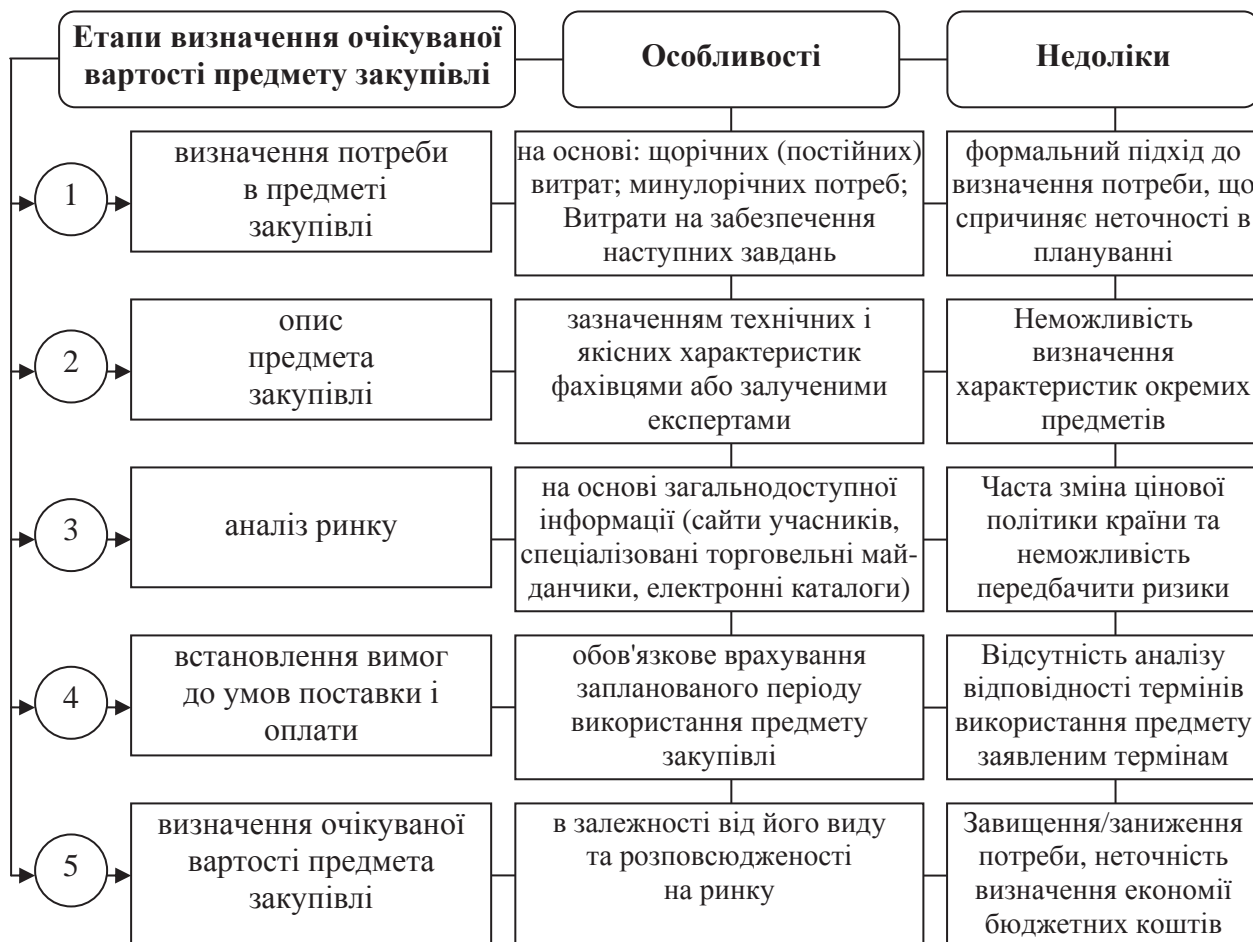 Етапи визначення очікуваної
вартості предмету закупівлі
Особливості
Недоліки
1
визначення потреби
в предметі
закупівлі
на основі: щорічних (постійних)
витрат; минулорічних потреб;
Витрати на забезпечення
наступних завдань
формальний підхід до
визначення потреби, що
спричиняє неточності в
плануванні
2
опис
предмета
закупівлі
зазначенням технічних і
якісних характеристик
фахівцями або залученими
експертами
Неможливість
визначення
характеристик окремих
предметів
3
аналіз ринку
на основі загальнодоступної
інформації (сайти учасників,
спеціалізовані торговельні май-
данчики, електронні каталоги)
Часта зміна цінової
політики країни та
неможливість
передбачити ризики
4
встановлення вимог
до умов поставки і
оплати
обов'язкове врахування
запланованого періоду
використання предмету
закупівлі
Відсутність аналізу
відповідності термінів
використання предмету
заявленим термінам
5
визначення очікуваної
вартості предмета
закупівлі
в залежності від його виду
та розповсюдженості
на ринку
Завищення/заниження
потреби, неточність
визначення економії
бюджетних коштів